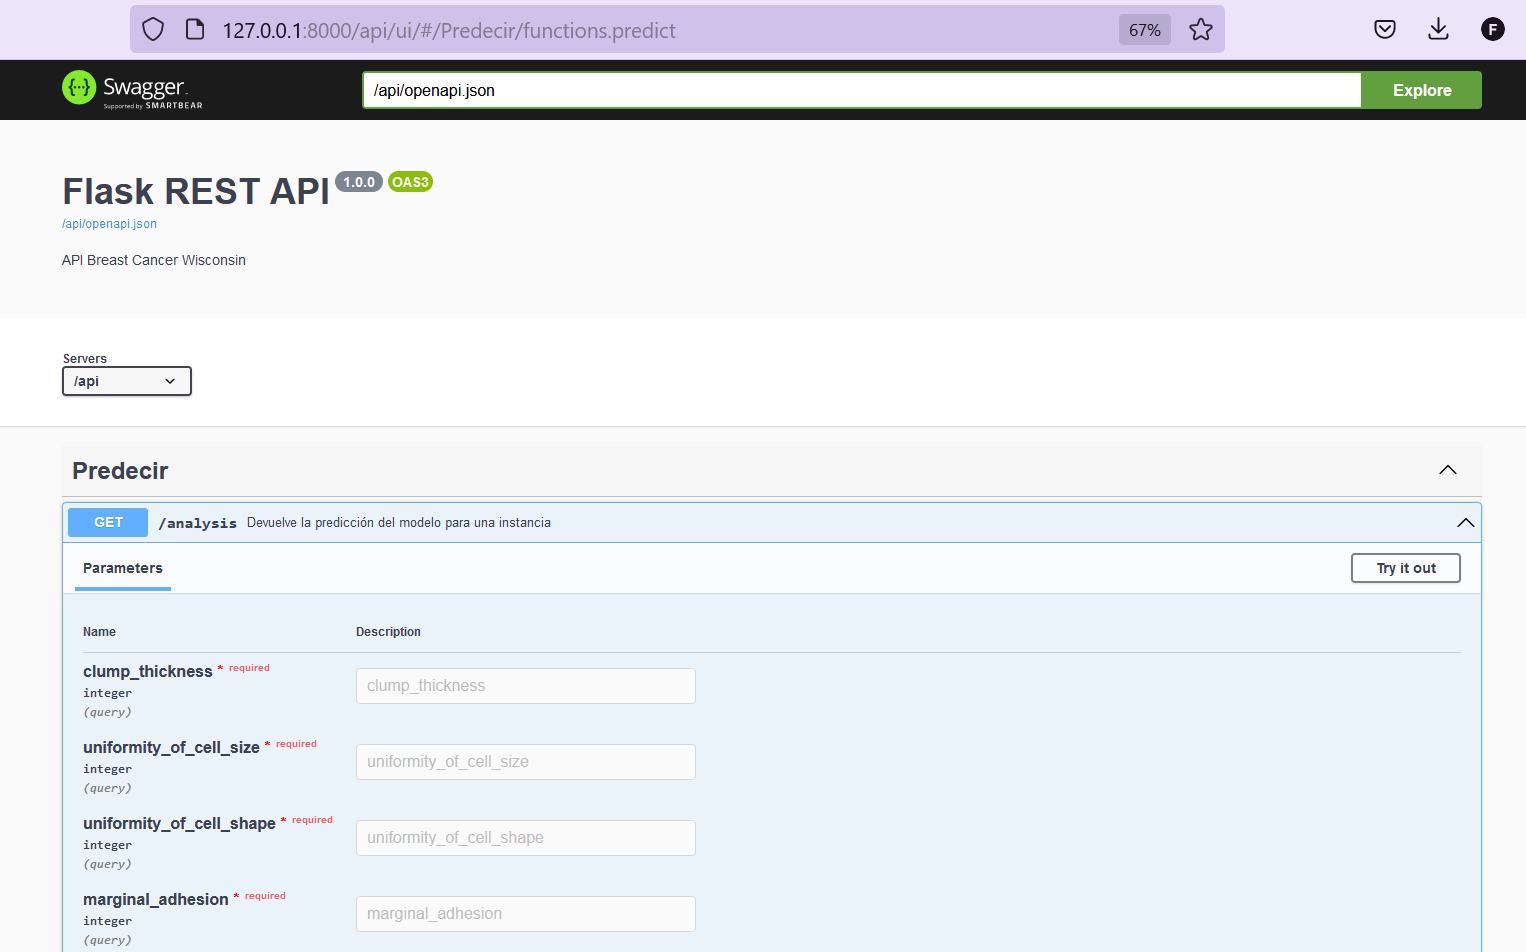 127.0.0.1:8000/api/ui/#/Predecir/functions.predict 67% F
{···} Swagger. /api/openapi.json Explore
Supported by SMARTBEAR
Flask REST API 1.0.0 OAS3
/api/openapi.json
API Breast Cancer Wisconsin
Servers
/api
Predecir
GET /analysis Devuelve la predicción del modelo para una instancia
Parameters Try it out
Name Description
clump_thickness * required
integer clump_thickness
(query)
uniformity_of_cell_size * required
integer uniformity_of_cell_size
(query)
uniformity_of_cell_shape * required
integer uniformity_of_cell_shape
(query)
marginal_adhesion * required
integer marginal_adhesion
(query)